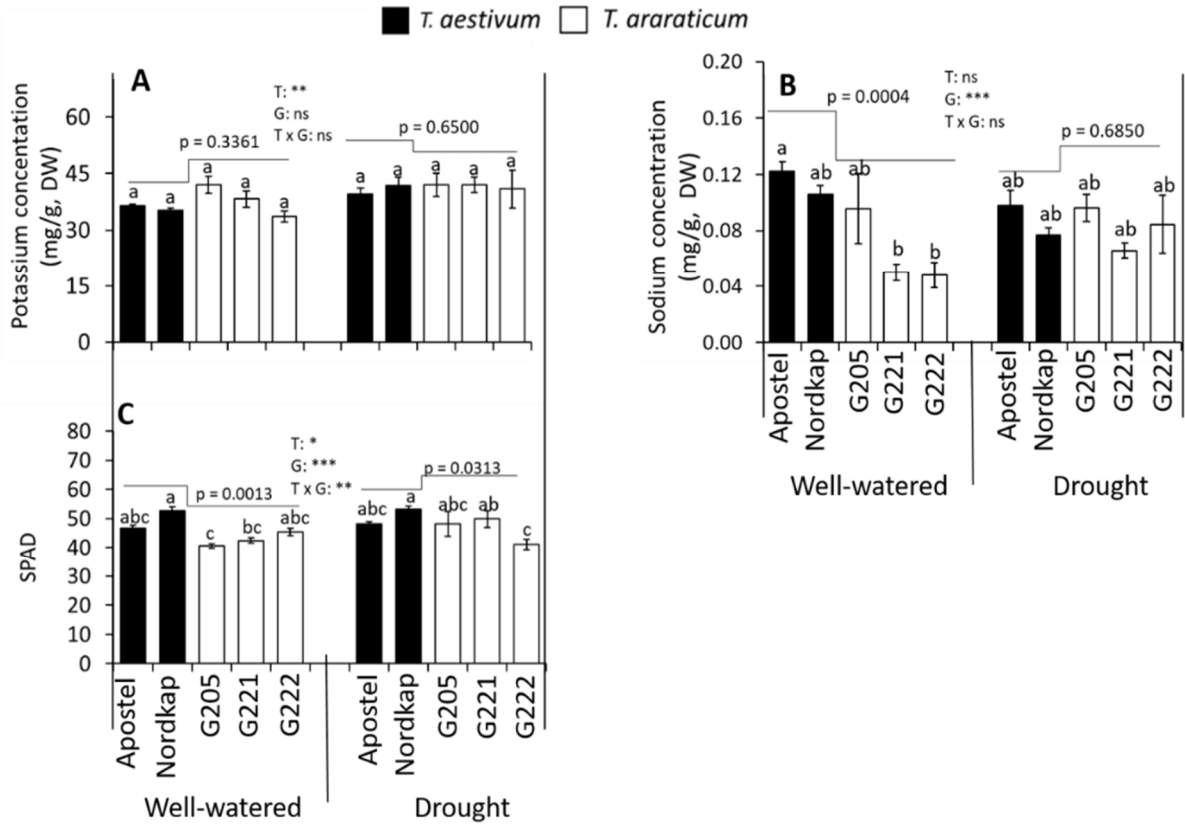 T. aestivum T. araraticum
A
Potassium concentration
(mg/g, DW)
60
45
30
15
0
T: **
G: ns
T x G: ns
p = 0.3361
p = 0.6500
a a a a a a a a a a
B
Sodium concentration
(mg/g, DW)
0.20
0.16
0.12
0.08
0.04
0.00
T: ns
G: ***
T x G: ns
p = 0.0004
p = 0.6850
a ab ab b b ab ab ab ab ab
Apostel Nordkap G205 G221 G222 Apostel Nordkap G205 G221 G222
Well-watered Drought
C
SPAD
80
70
60
50
40
30
20
10
0
T: *
G: ***
T x G: **
p = 0.0013
p = 0.0313
abc a c bc abc abc a abc ab c
Apostel Nordkap G205 G221 G222 Apostel Nordkap G205 G221 G222
Well-watered Drought